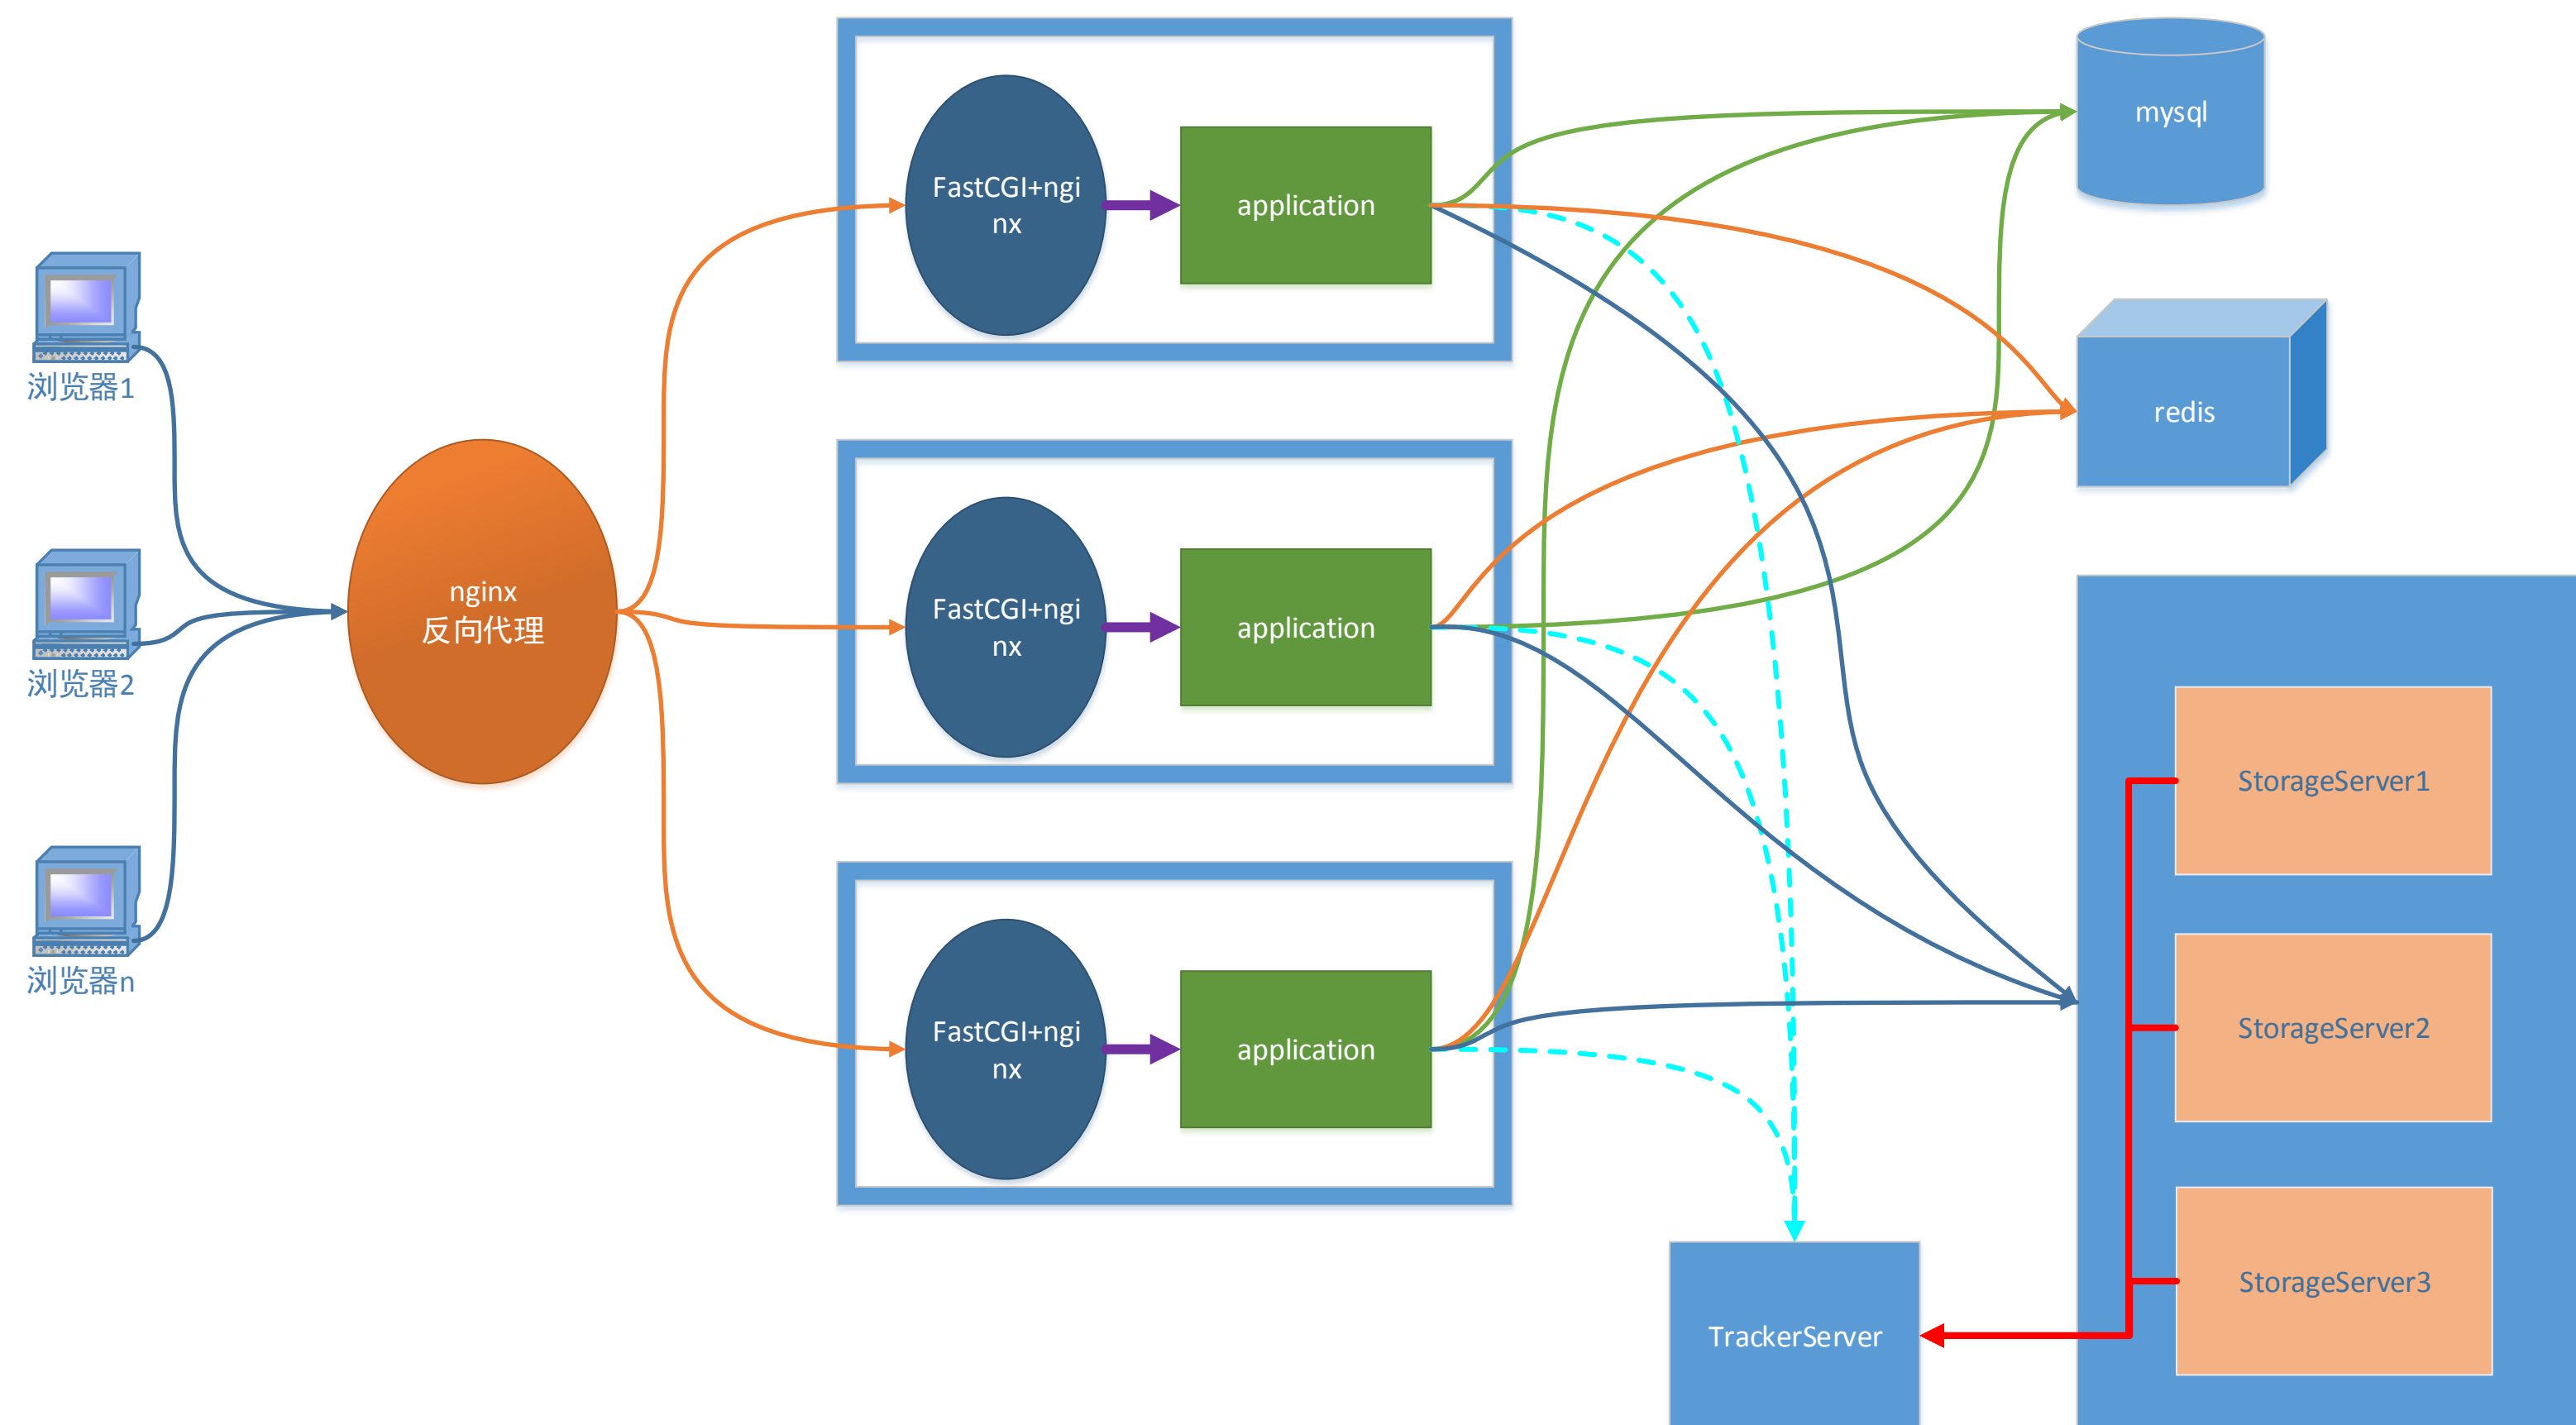 浏览器1
浏览器2
浏览器n
nginx
反向代理
FastCGI+ngi
nx
application
FastCGI+ngi
nx
application
FastCGI+ngi
nx
application
mysql
redis
StorageServer1
StorageServer2
StorageServer3
TrackerServer